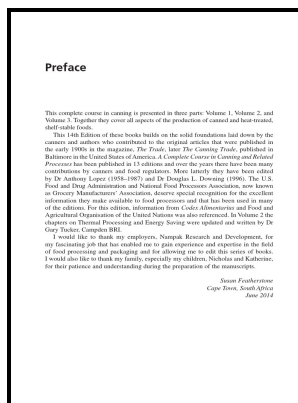 Preface
This complete course in canning is presented in three parts: Volume 1, Volume 2, and
Volume 3. Together they cover all aspects of the production of canned and heat-treated,
shelf-stable foods.
This 14th Edition of these books builds on the solid foundations laid down by the
canners and authors who contributed to the original articles that were published in
the early 1900s in the magazine, The Trade, later The Canning Trade, published in
Baltimore in the United States of America. A Complete Course in Canning and Related
Processes has been published in 13 editions and over the years there have been many
contributions by canners and food regulators. More latterly they have been edited
by Dr Anthony Lopez (1958–1987) and Dr Douglas L. Downing (1996). The U.S.
Food and Drug Administration and National Food Processors Association, now known
as Grocery Manufacturers' Association, deserve special recognition for the excellent
information they make available to food processors and that has been used in many
of the editions. For this edition, information from Codex Alimentarius and Food and
Agricultural Organisation of the United Nations was also referenced. In Volume 2 the
chapters on Thermal Processing and Energy Saving were updated and written by Dr
Gary Tucker, Campden BRI.
I would like to thank my employers, Nampak Research and Development, for
my fascinating job that has enabled me to gain experience and expertise in the field
of food processing and packaging and for allowing me to edit this series of books.
I would also like to thank my family, especially my children, Nicholas and Katherine,
for their patience and understanding during the preparation of the manuscripts.
Susan Featherstone
Cape Town, South Africa
June 2014